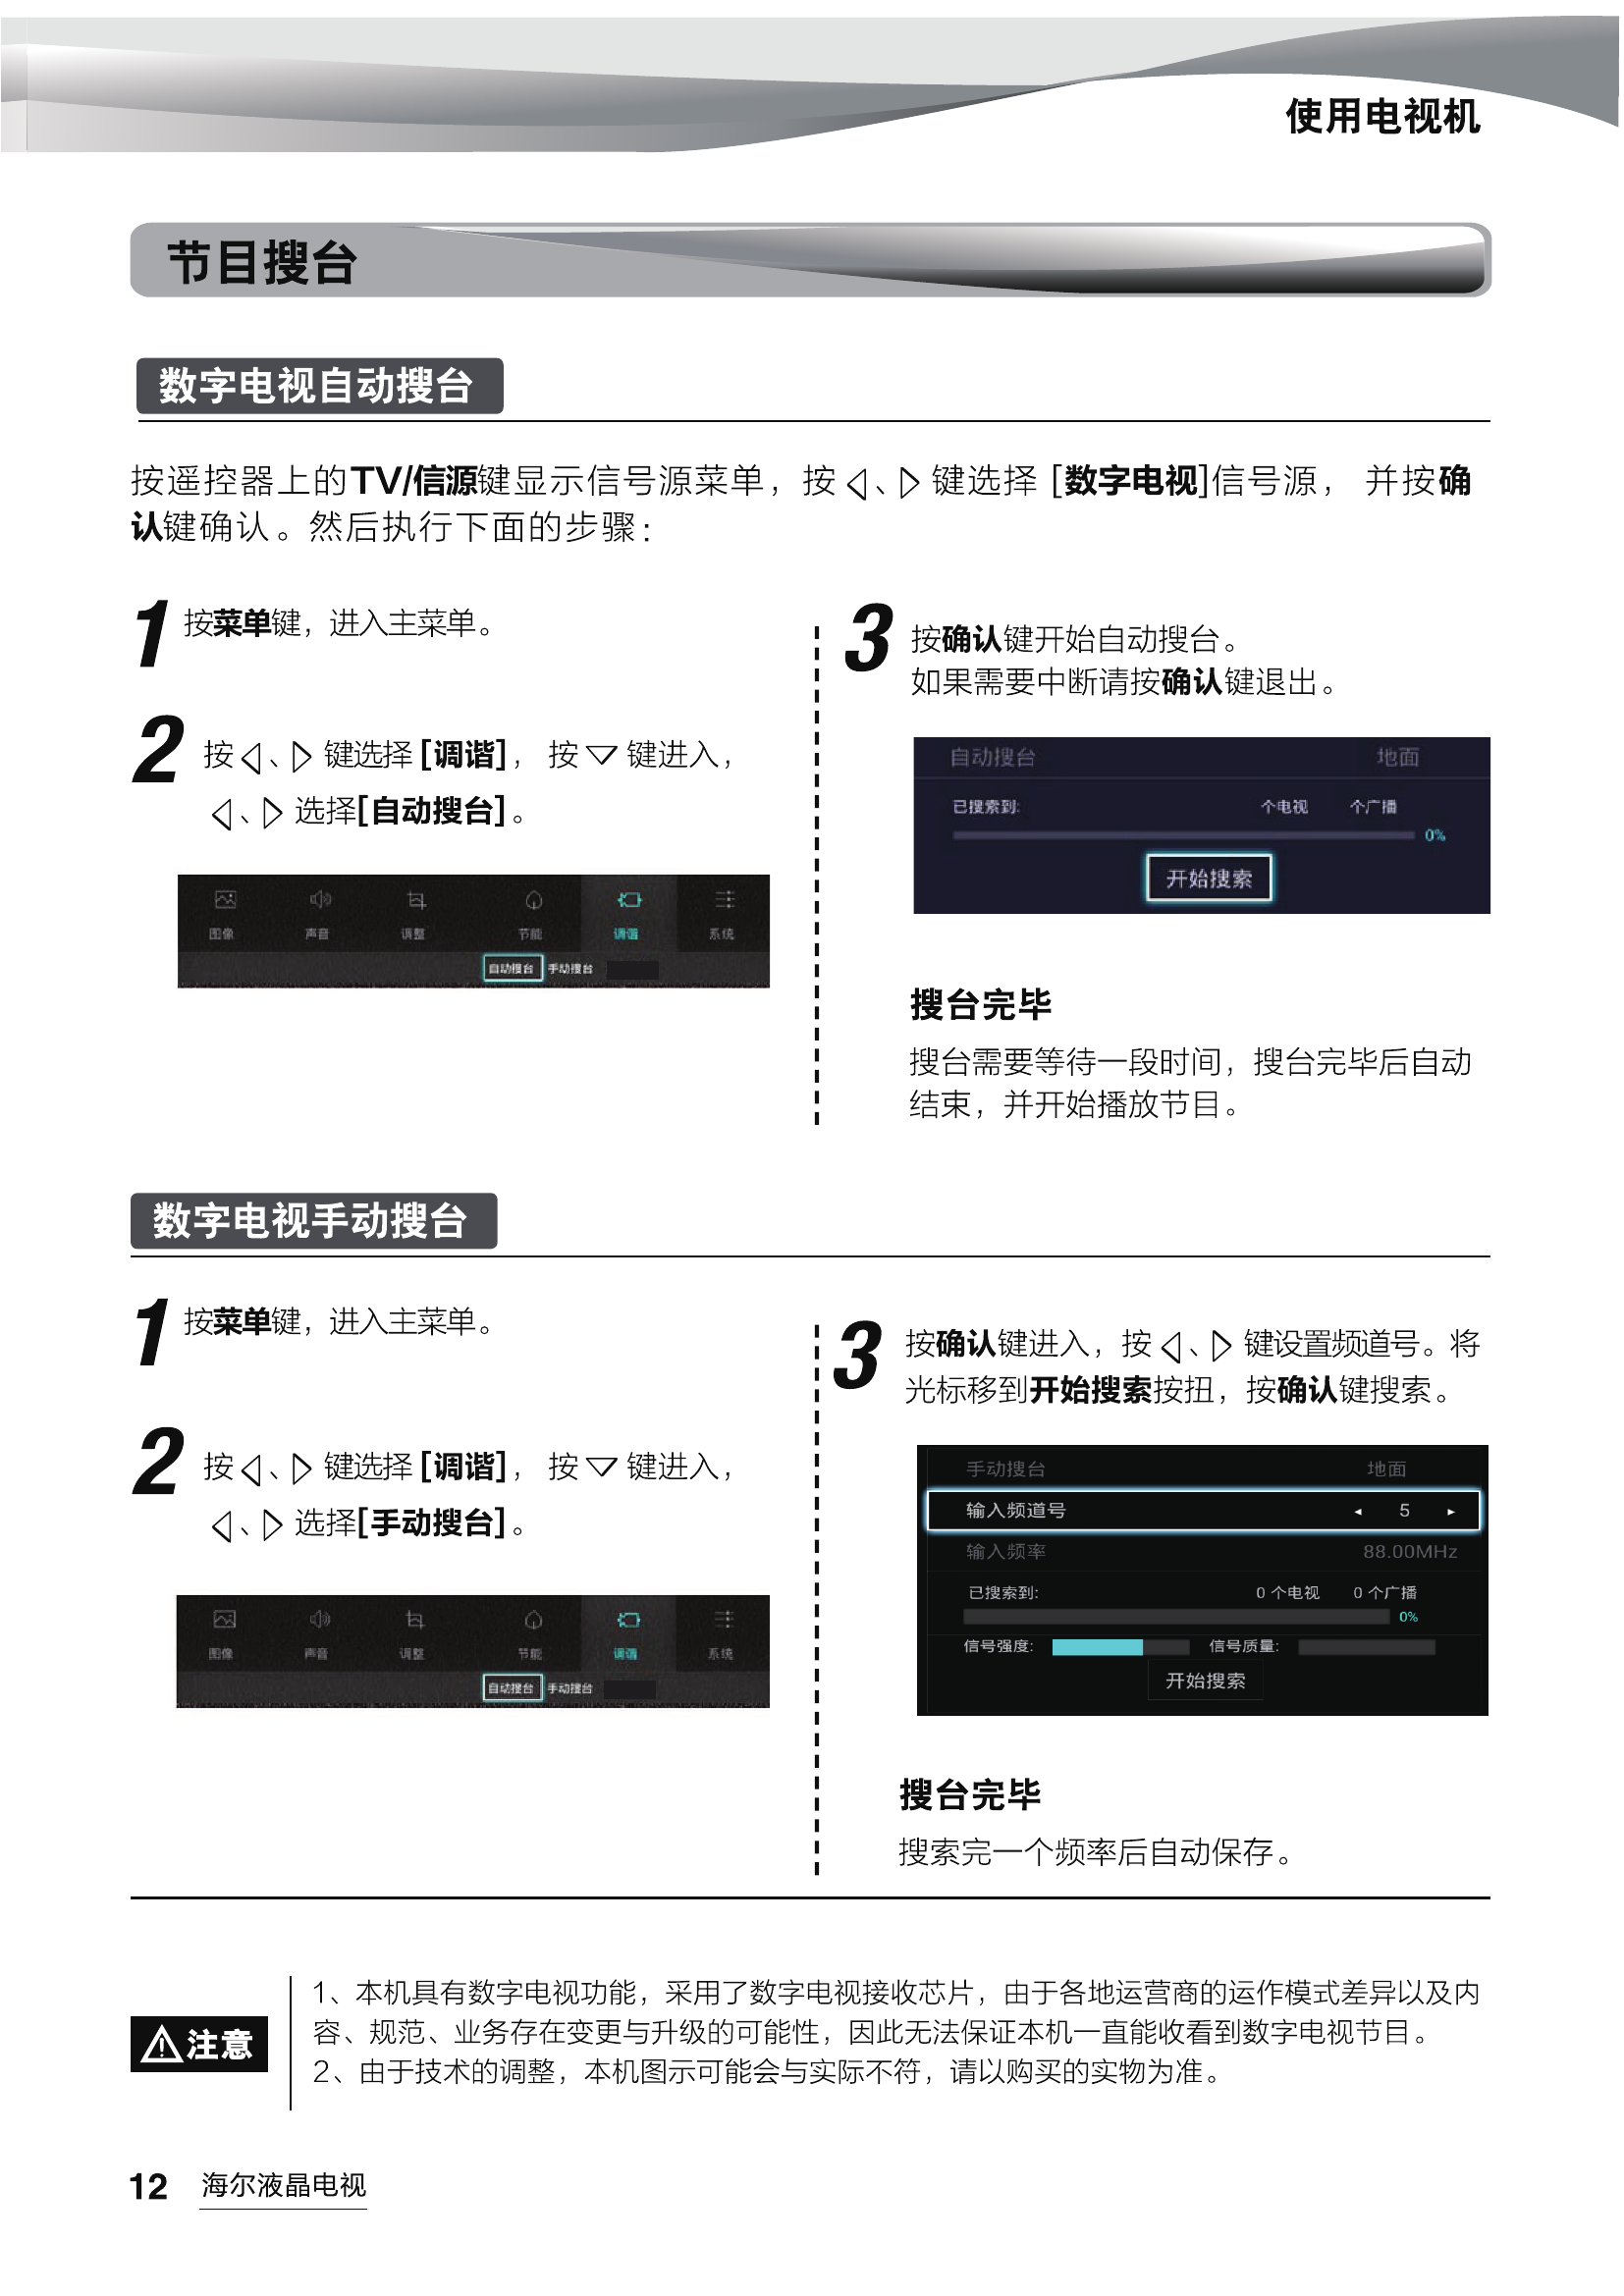 使用电视机
节目搜台
数字电视自动搜台
按遥控器上的TV/信源键显示信号源菜单，按◁、▷ 键选择 [数字电视]信号源， 并按确
认键确认。然后执行下面的步骤：
1 按菜单键，进入主菜单。
2 按◁、▷ 键选择 [调谐]， 按▽ 键进入，
◁、▷ 选择[自动搜台]。
图像 声音 调整 节能 调谐 系统
自动搜台 手动搜台
3 按确认键开始自动搜台。
如果需要中断请按确认键退出。
自动搜台 地面
已搜索到: 个电视 个广播
0%
开始搜索
搜台完毕
搜台需要等待一段时间，搜台完毕后自动
结束，并开始播放节目。
数字电视手动搜台
1 按菜单键，进入主菜单。
2 按◁、▷ 键选择 [调谐]， 按▽ 键进入，
◁、▷ 选择[手动搜台]。
图像 声音 调整 节能 调谐 系统
自动搜台 手动搜台
3 按确认键进入，按◁、▷ 键设置频道号。将
光标移到开始搜索按扭，按确认键搜索。
手动搜台 地面
输入频道号 ◂ 5 ▸
输入频率 88.00MHz
已搜索到: 0 个电视 0 个广播
0%
信号强度: 信号质量:
开始搜索
搜台完毕
搜索完一个频率后自动保存。
注意
1、本机具有数字电视功能，采用了数字电视接收芯片，由于各地运营商的运作模式差异以及内
容、规范、业务存在变更与升级的可能性，因此无法保证本机一直能收看到数字电视节目。
2、由于技术的调整，本机图示可能会与实际不符，请以购买的实物为准。
12 海尔液晶电视